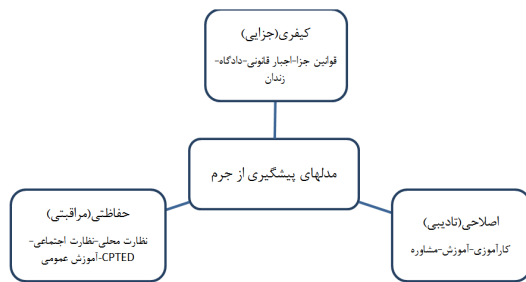 کیفری(جزایی)
قوانین جزا-اجبار قانونی-دادگاه-
زندان
مدلهای پیشگیری از جرم
حفاظتی(مراقبتی)
نظارت محلی-نظارت اجتماعی-
CPTED-آموزش عمومی
اصلاحی(تادیبی)
کارآموزی-آموزش-مشاوره